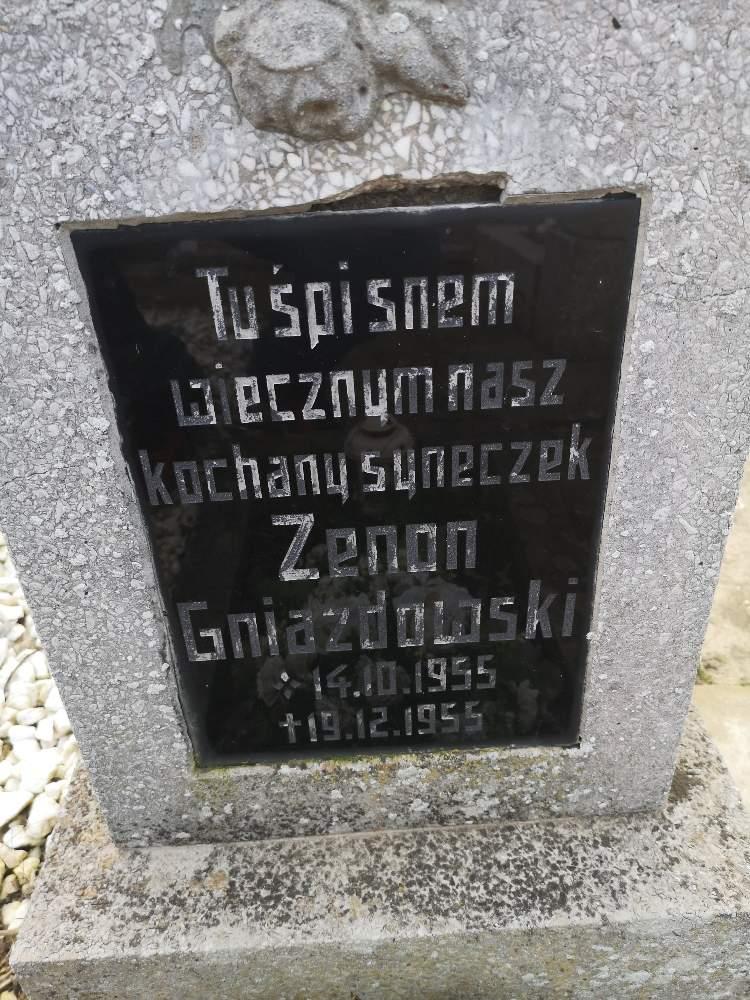 Tu śpi snem
wiecznym nasz
kochany syneczek
Zenon
Gniazdowski
* 14.10.1955
+ 19.12.1955